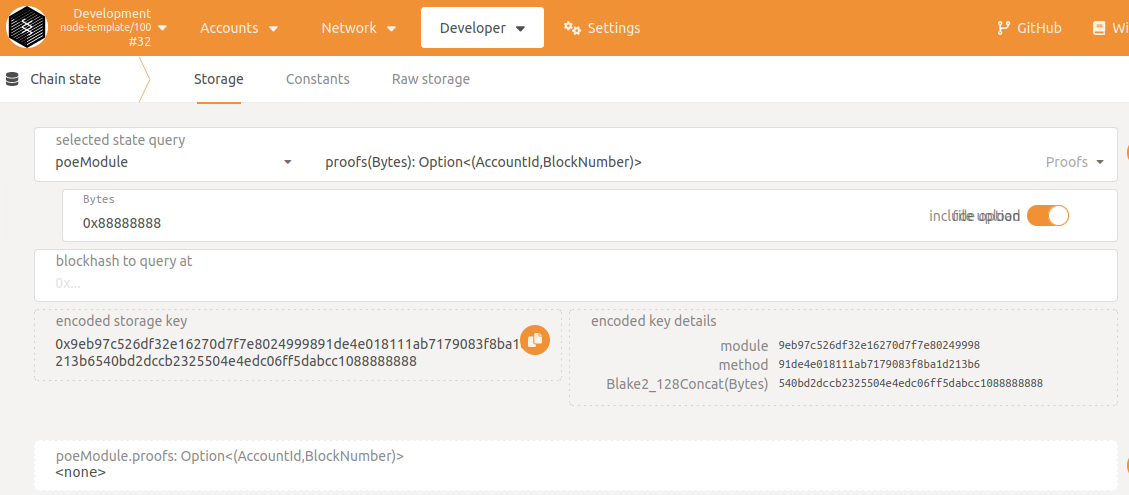 Development
node-template/100
#32
Accounts
Network
Developer
Settings
GitHub
Wi
Chain state
Storage
Constants
Raw storage
selected state query
poeModule
proofs(Bytes): Option<(AccountId,BlockNumber)>
Proofs
Bytes
0x88888888
include option
file upload
blockhash to query at
0x...
encoded storage key
0x9eb97c526df32e16270d7f7e8024999891de4e018111ab7179083f8ba1
213b6540bd2dccb2325504e4edc06ff5dabcc1088888888
encoded key details
module 9eb97c526df32e16270d7f7e80249998
method 91de4e018111ab7179083f8ba1d213b6
Blake2_128Concat(Bytes) 540bd2dccb2325504e4edc06ff5dabcc1088888888
poeModule.proofs: Option<(AccountId,BlockNumber)>
<none>